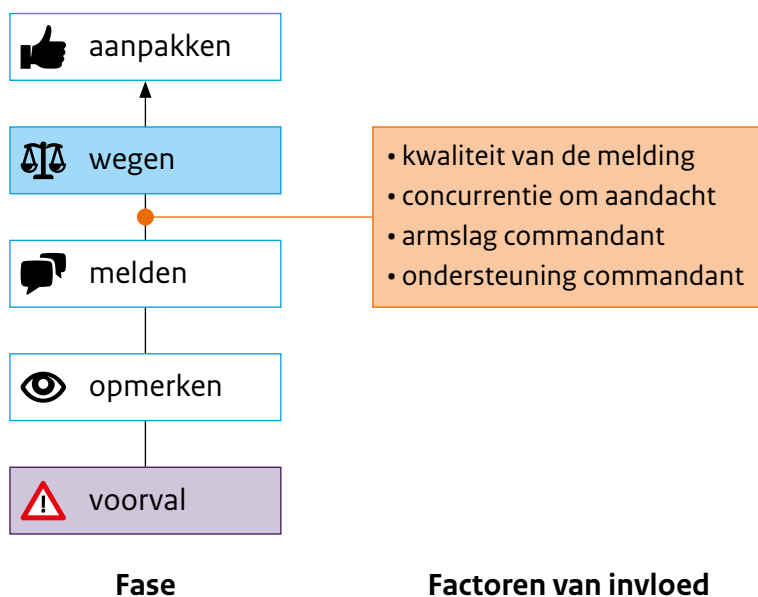 aanpakken
wegen
melden
opmerken
voorval
• kwaliteit van de melding
• concurrentie om aandacht
• armslag commandant
• ondersteuning commandant
Fase
Factoren van invloed